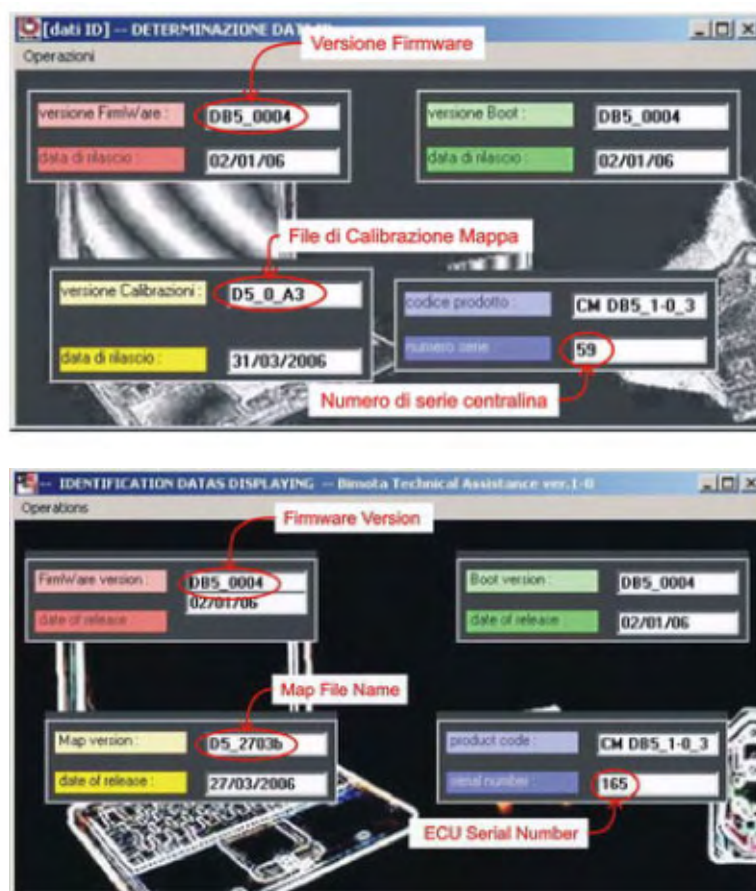 [dati ID] -- DETERMINAZIONE DATI
Versione Firmware
Operazioni
versione FirmWare : DB5_0004
data di rilascio : 02/01/06
versione Boot : DB5_0004
data di rilascio : 02/01/06
File di Calibrazione Mappa
versione Calibrazioni : D5_0_A3
data di rilascio : 31/03/2006
codice prodotto : CM DB5_1-0_3
numero serie 59
Numero di serie centralina
-- IDENTIFICATION DATAS DISPLAYING -- Bimota Technical Assistance ver.1-0
Operations
Firmware Version
FirmWare version : DB5_0004
date of release 02/01/06
Boot version : DB5_0004
date of release 02/01/06
Map File Name
Map version : D5_2703b
date of release : 27/03/2006
product code : CM DB5_1-0_3
serial number 165
ECU Serial Number